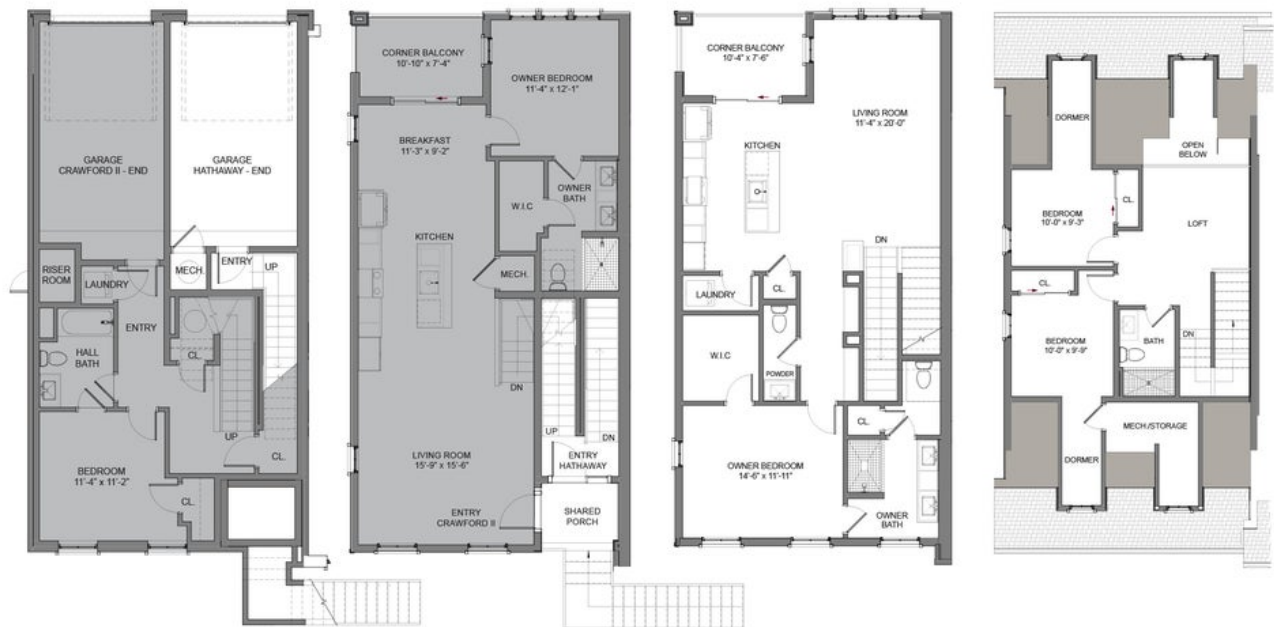 GARAGE
CRAWFORD II - END
GARAGE
HATHAWAY - END
RISER
ROOM
LAUNDRY
MECH.
ENTRY
UP
ENTRY
HALL
BATH
CL.
UP
CL.
BEDROOM
11'-4" x 11'-2"
CL.
CORNER BALCONY
10'-10" x 7'-4"
OWNER BEDROOM
11'-4" x 12'-1"
BREAKFAST
11'-3" x 9'-2"
W.I.C
OWNER
BATH
KITCHEN
MECH.
DN
UP
DN
LIVING ROOM
15'-9" x 15'-6"
ENTRY
HATHAWAY
ENTRY
CRAWFORD II
SHARED
PORCH
CORNER BALCONY
10'-4" x 7'-6"
LIVING ROOM
11'-4" x 20'-0"
KITCHEN
DN
LAUNDRY
CL.
W.I.C
POWDER
CL.
OWNER BEDROOM
14'-6" x 11'-11"
OWNER
BATH
DORMER
OPEN
BELOW
CL.
BEDROOM
10'-0" x 9'-3"
LOFT
CL.
BEDROOM
10'-0" x 9'-9"
BATH
DN
MECH./STORAGE
DORMER